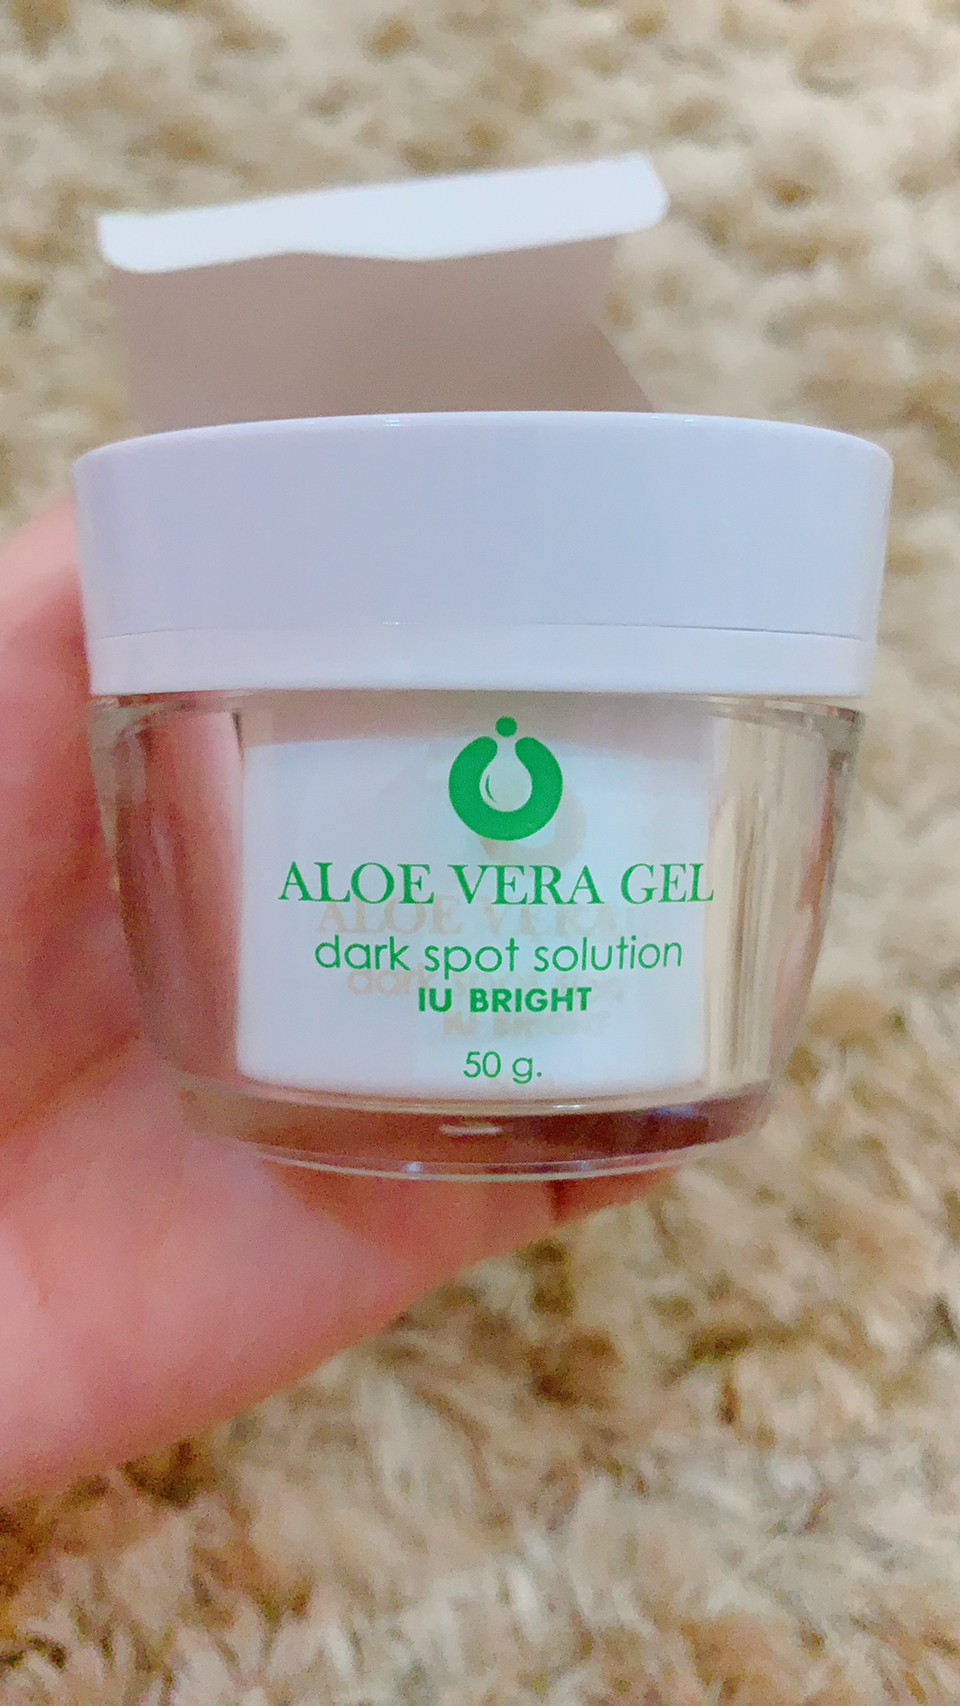 ALOE VERA GEL
dark spot solution
IU BRIGHT
50 g.